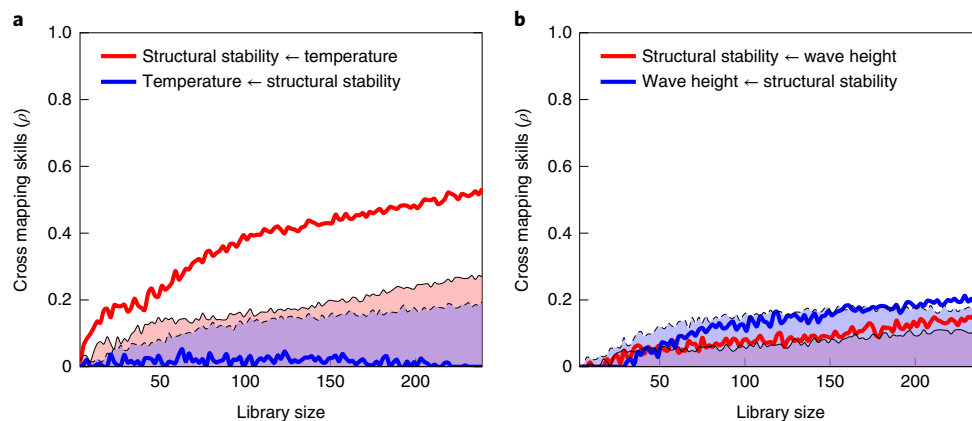 a
1.0
0.8
0.6
0.4
0.2
0
Cross mapping skills (ρ)
Structural stability ← temperature
Temperature ← structural stability
50
100
150
200
Library size
b
1.0
0.8
0.6
0.4
0.2
0
Cross mapping skills (ρ)
Structural stability ← wave height
Wave height ← structural stability
50
100
150
200
Library size